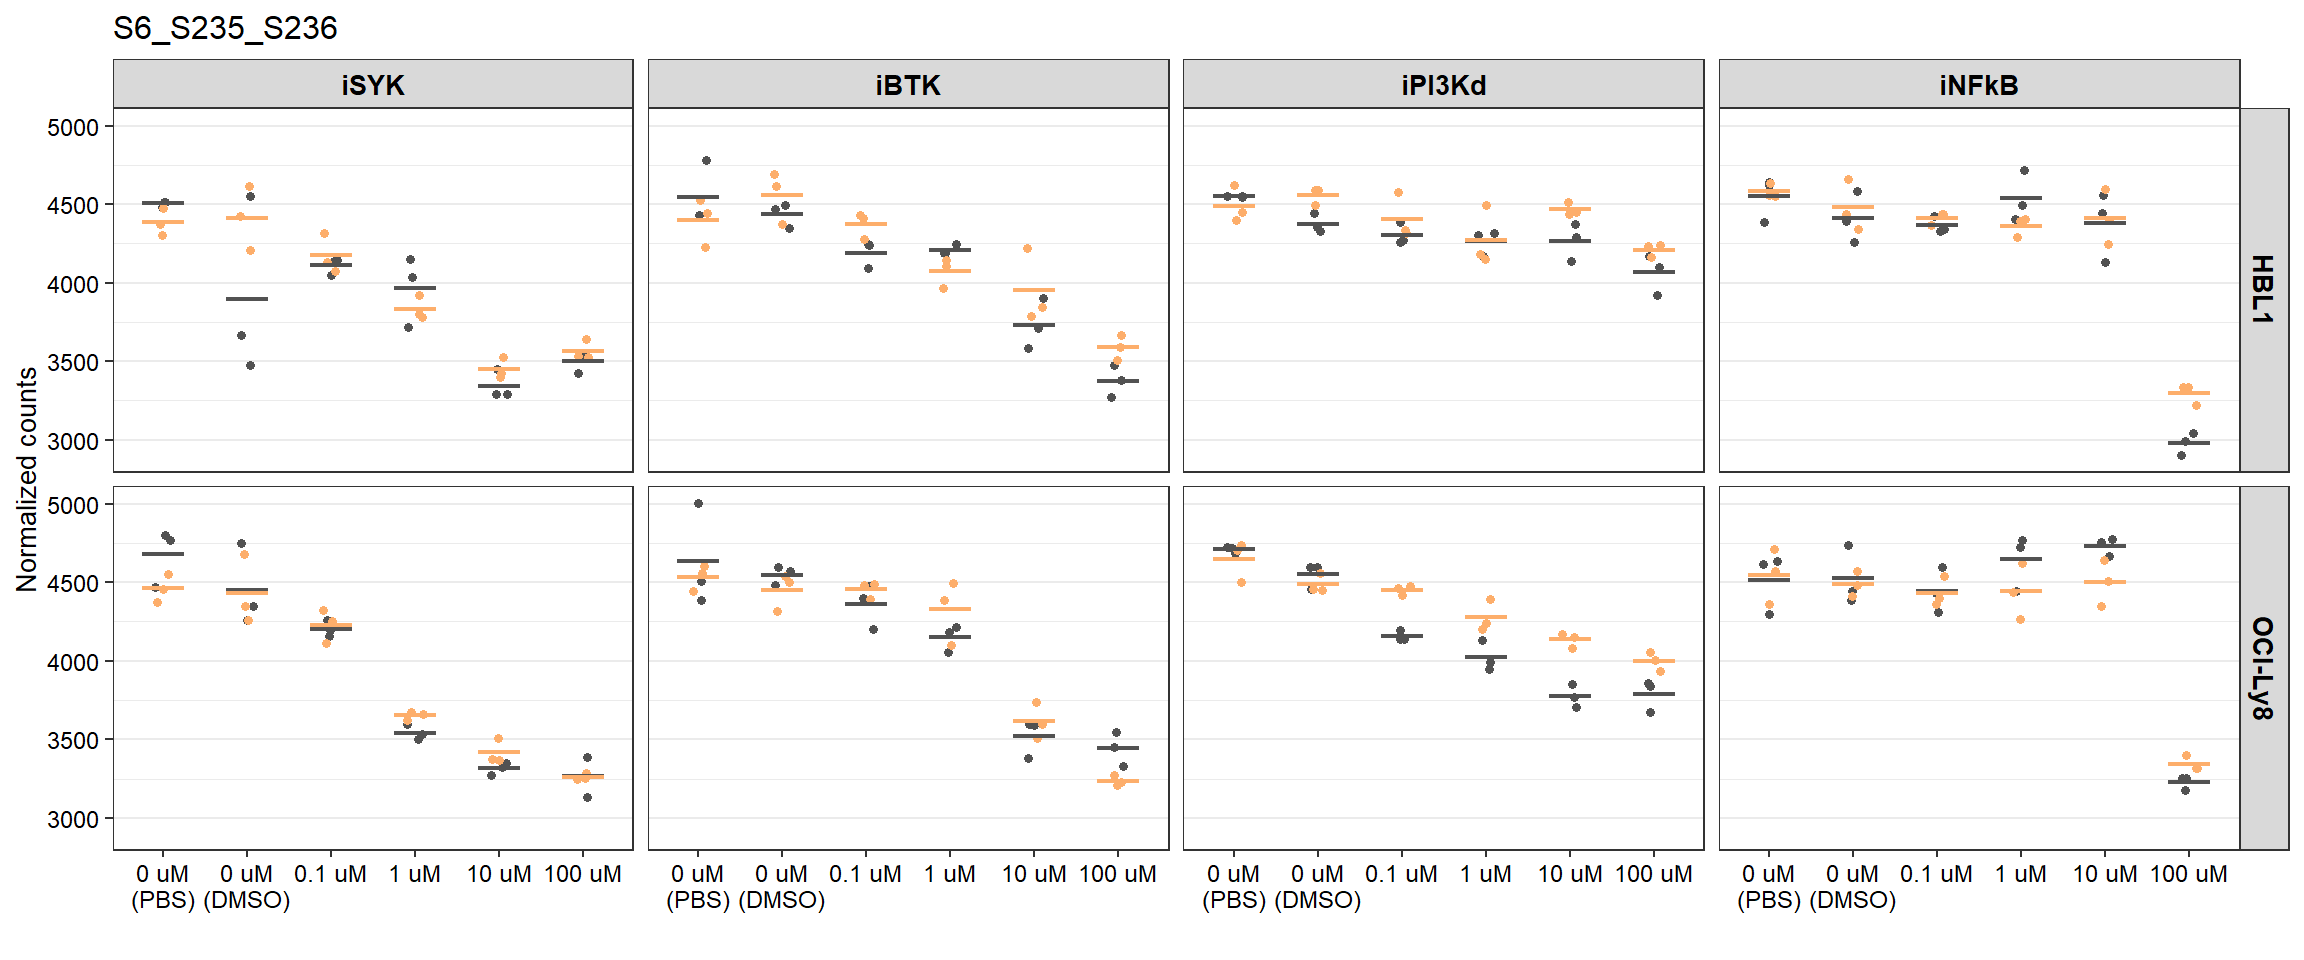 S6_S235_S236
iSYK
iBTK
iPI3Kd
iNFkB
Normalized counts
5000
4500
4000
3500
3000
HBL1
5000
4500
4000
3500
3000
OCI-Ly8
0 uM (PBS)
0 uM (DMSO)
0.1 uM
1 uM
10 uM
100 uM
0 uM (PBS)
0 uM (DMSO)
0.1 uM
1 uM
10 uM
100 uM
0 uM (PBS)
0 uM (DMSO)
0.1 uM
1 uM
10 uM
100 uM
0 uM (PBS)
0 uM (DMSO)
0.1 uM
1 uM
10 uM
100 uM